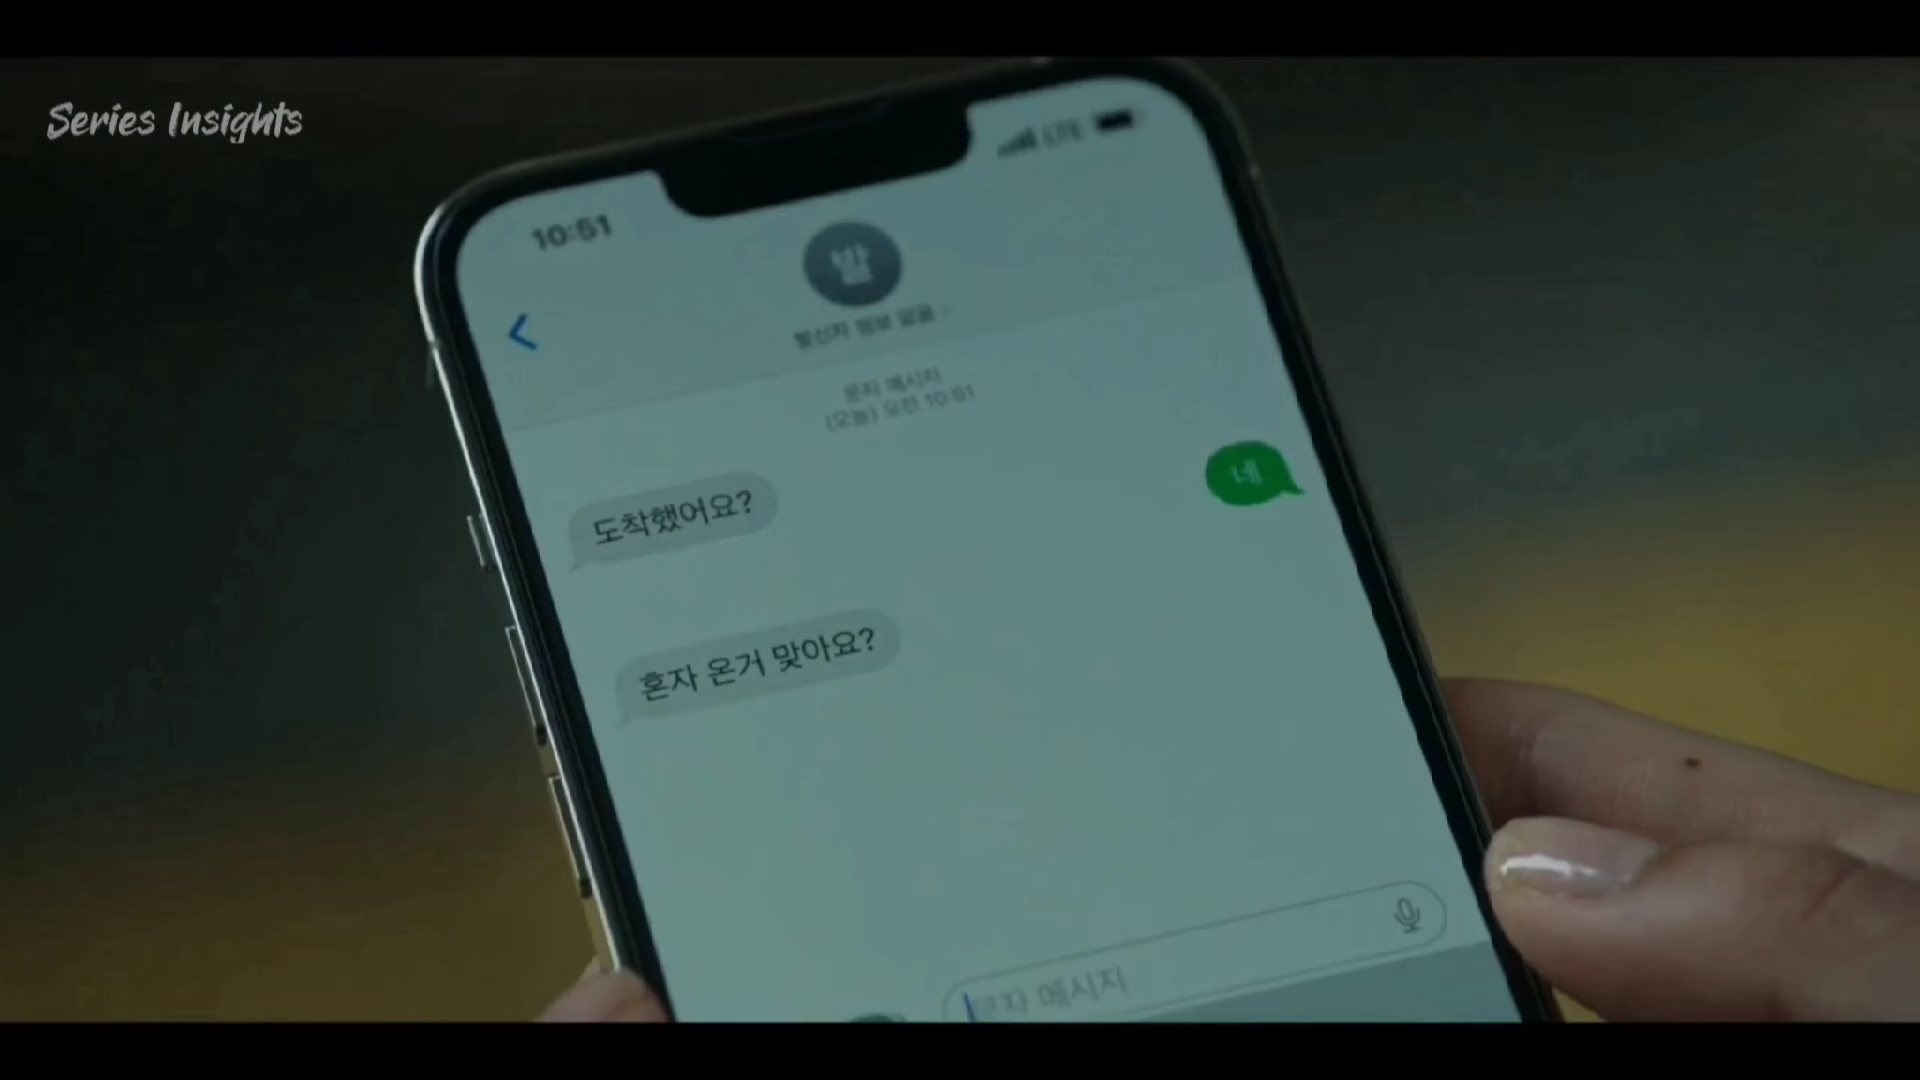 Series Insights
LTE
10:51
발
발신자 정보 없음
문자 메시지
(오늘) 오전 10:51
네
도착했어요?
혼자 온거 맞아요?
문자 메시지